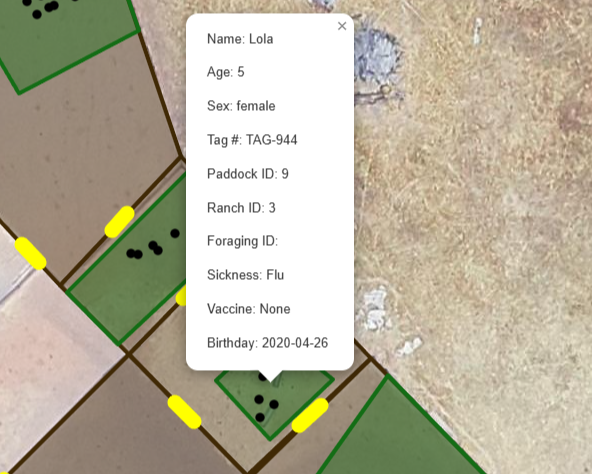 ×
Name: Lola
Age: 5
Sex: female
Tag #: TAG-944
Paddock ID: 9
Ranch ID: 3
Foraging ID:
Sickness: Flu
Vaccine: None
Birthday: 2020-04-26